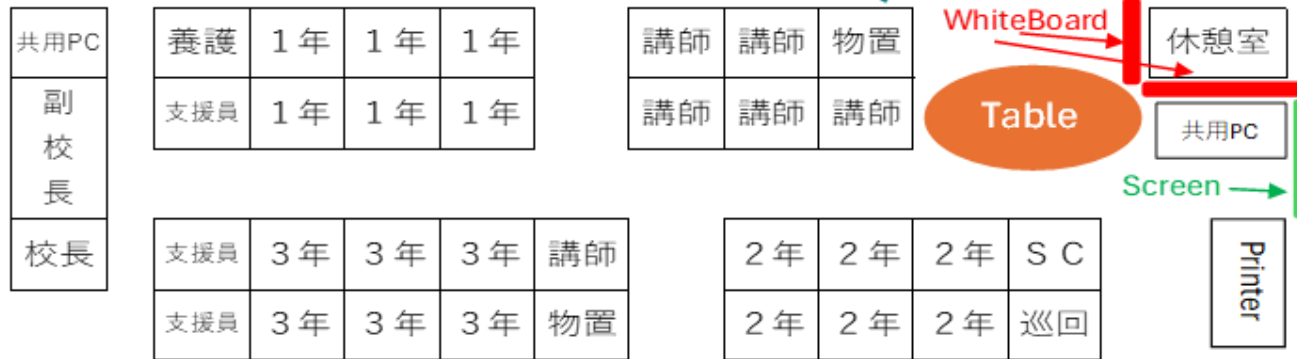 共用PC 養護 1年 1年 1年 講師 講師 物置 WhiteBoard 休憩室
副校長 支援員 1年 1年 1年 講師 講師 講師 Table 共用PC
Screen
校長 支援員 3年 3年 3年 講師 2年 2年 2年 SC Printer
支援員 3年 3年 3年 物置 2年 2年 2年 巡回